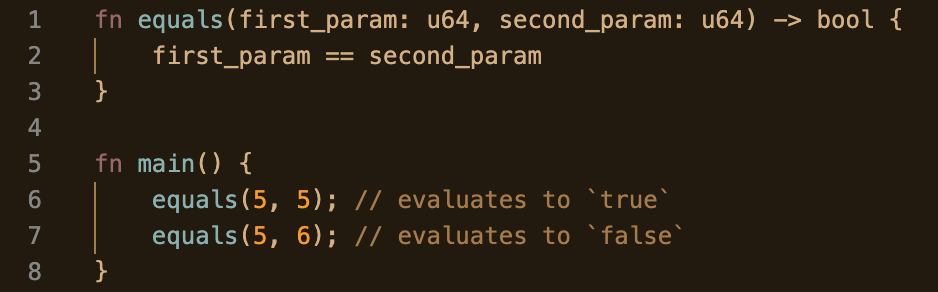 1 fn equals(first_param: u64, second_param: u64) -> bool {
2 first_param == second_param
3 }
4
5 fn main() {
6 equals(5, 5); // evaluates to `true`
7 equals(5, 6); // evaluates to `false`
8 }